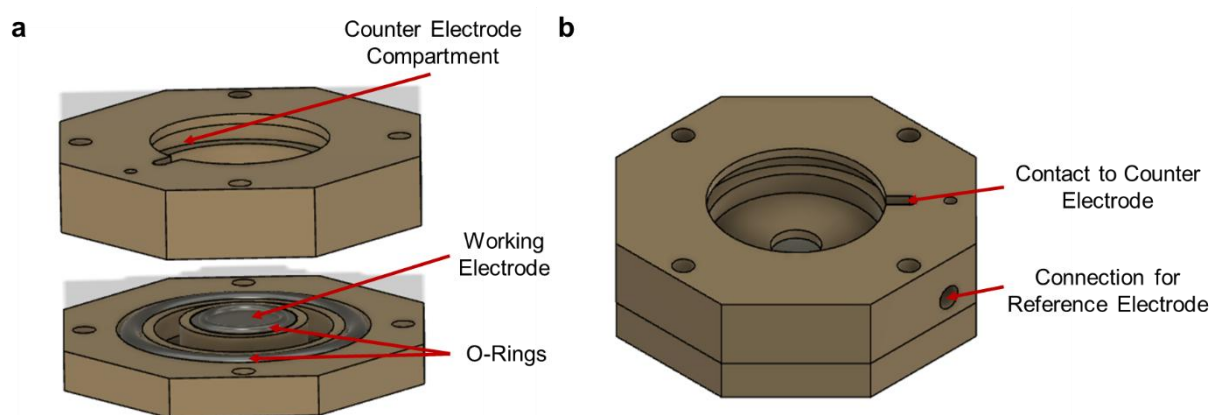 a
Counter Electrode
Compartment
Working
Electrode
O-Rings
b
Contact to Counter
Electrode
Connection for
Reference Electrode